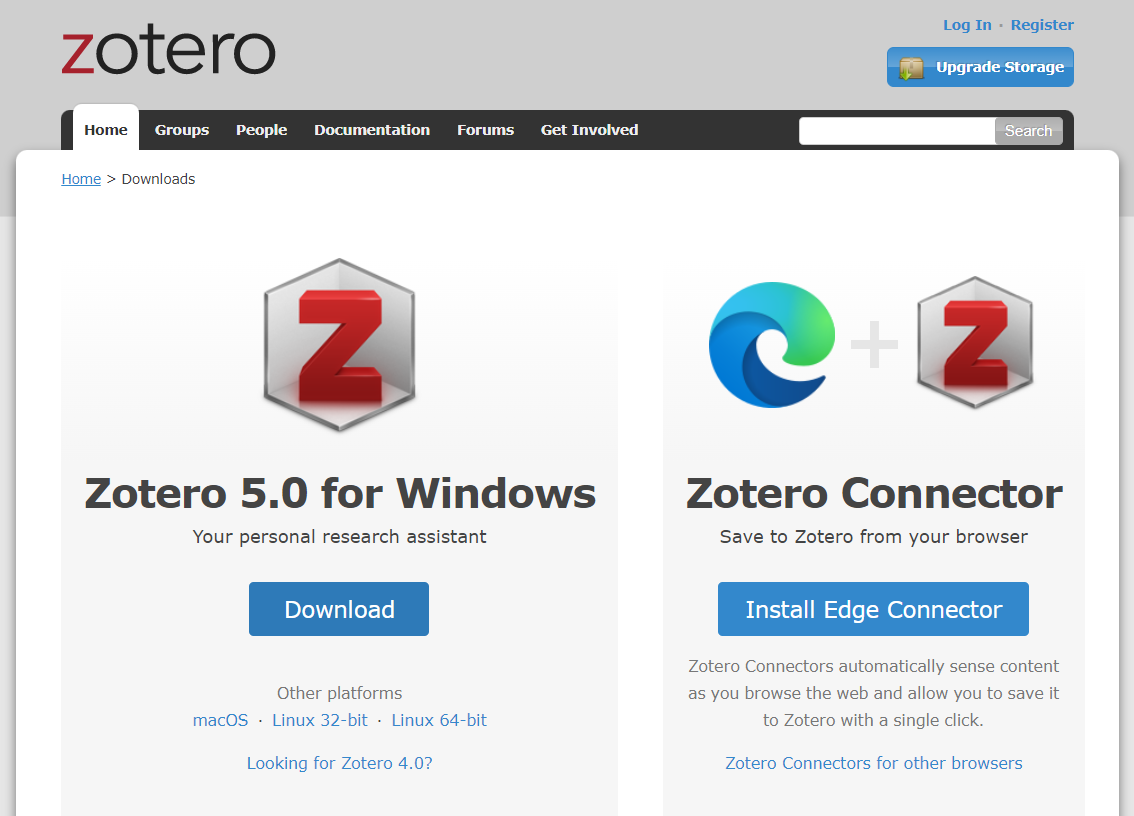 zotero
Log In · Register
Upgrade Storage
Home Groups People Documentation Forums Get Involved Search
Home > Downloads
Z
Z
Zotero 5.0 for Windows
Your personal research assistant
Download
Other platforms
macOS · Linux 32-bit · Linux 64-bit
Looking for Zotero 4.0?
Zotero Connector
Save to Zotero from your browser
Install Edge Connector
Zotero Connectors automatically sense content
as you browse the web and allow you to save it
to Zotero with a single click.
Zotero Connectors for other browsers